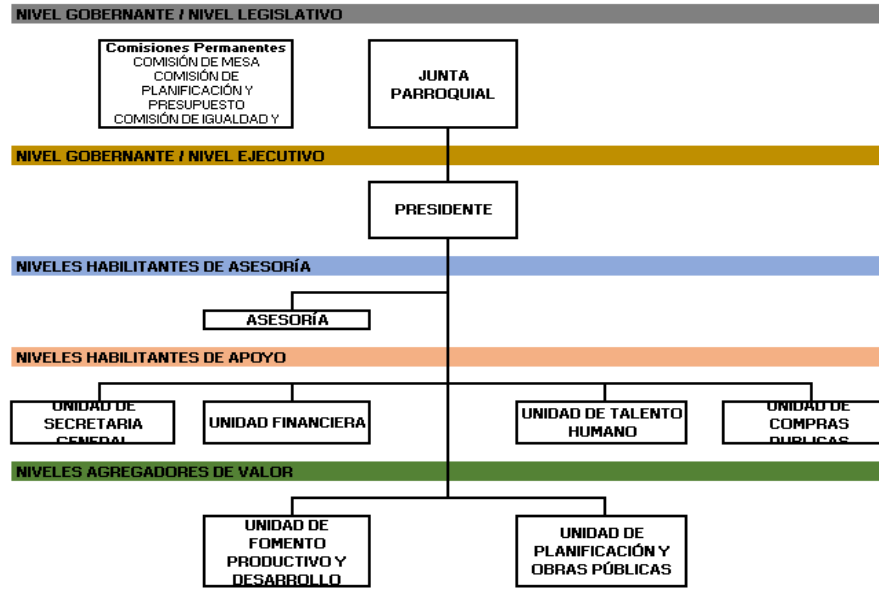 NIVEL GOBERNANTE / NIVEL LEGISLATIVO
Comisiones Permanentes
COMISIÓN DE MESA
COMISIÓN DE
PLANIFICACIÓN Y
PRESUPUESTO
COMISIÓN DE IGUALDAD Y
JUNTA
PARROQUIAL
NIVEL GOBERNANTE / NIVEL EJECUTIVO
PRESIDENTE
NIVELES HABILITANTES DE ASESORÍA
ASESORÍA
NIVELES HABILITANTES DE APOYO
UNIDAD DE
SECRETARIA
GENERAL
UNIDAD FINANCIERA
UNIDAD DE TALENTO
HUMANO
UNIDAD DE
COMPRAS
PUBLICAS
NIVELES AGREGADORES DE VALOR
UNIDAD DE
FOMENTO
PRODUCTIVO Y
DESARROLLO
UNIDAD DE
PLANIFICACIÓN Y
OBRAS PÚBLICAS